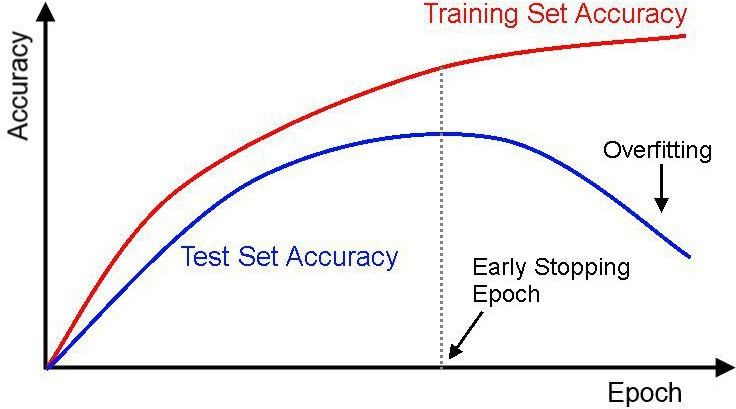 Training Set Accuracy
Accuracy
Overfitting
Test Set Accuracy
Early Stopping
Epoch
Epoch